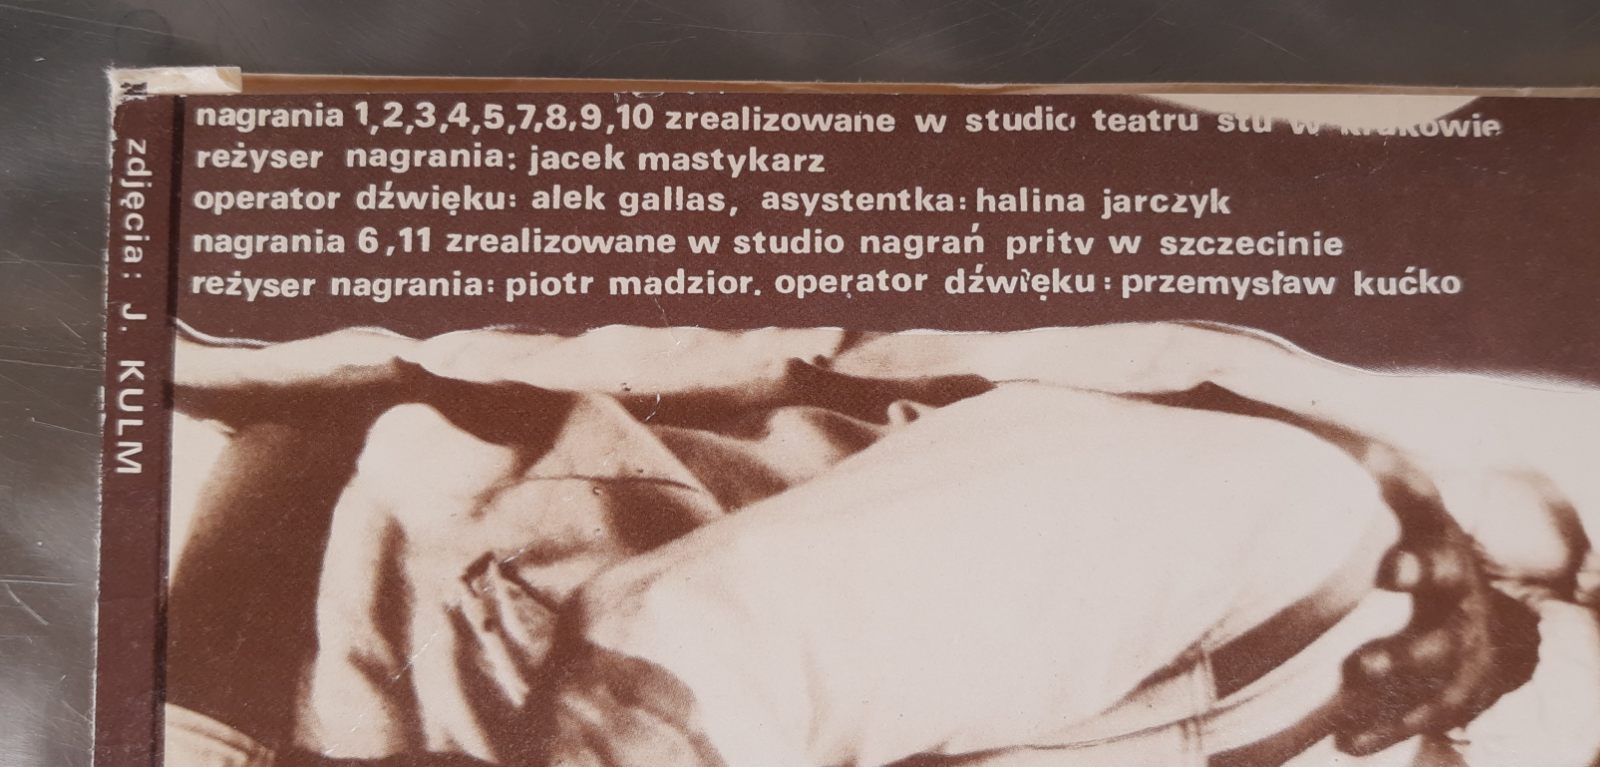 nagrania 1,2,3,4,5,7,8,9,10 zrealizowane w studio teatru stu w krakowie
reżyser nagrania: jacek mastykarz
operator dźwięku: alek gallas, asystentka: halina jarczyk
nagrania 6,11 zrealizowane w studio nagrań pritv w szczecinie
reżyser nagrania: piotr madzior. operator dźwięku: przemysław kućko
zdjęcia: J. KULM